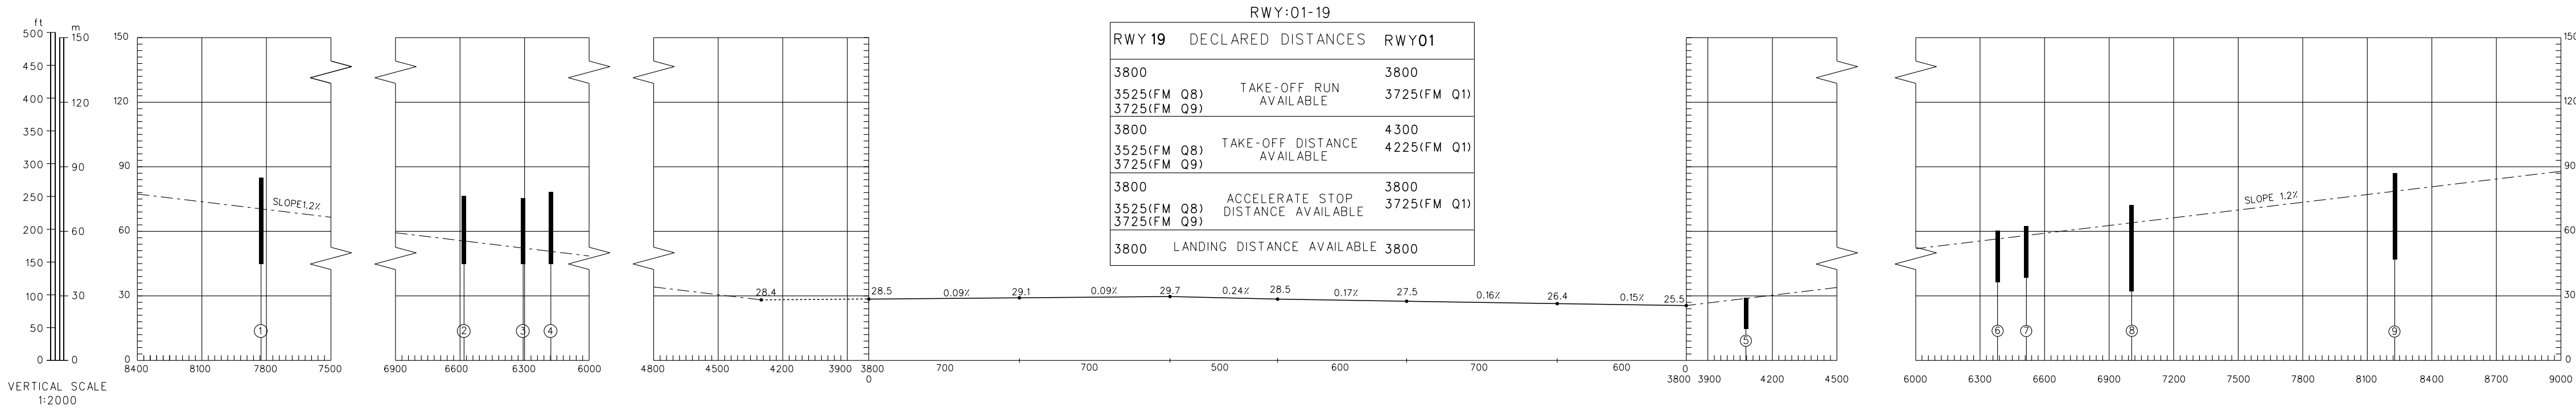 RWY:01-19
RWY 19 DECLARED DISTANCES RWY01
3800 3800
3525(FM Q8) TAKE-OFF RUN 3725(FM Q1)
3725(FM Q9) AVAILABLE
3800 4300
3525(FM Q8) TAKE-OFF DISTANCE 4225(FM Q1)
3725(FM Q9) AVAILABLE
3800 3800
3525(FM Q8) ACCELERATE STOP 3725(FM Q1)
3725(FM Q9) DISTANCE AVAILABLE
3800 LANDING DISTANCE AVAILABLE 3800
ft m
500 150 150 150
450
400 120 120 120
350
300 90 90 90
250
200 60 60 60
150
100 30 30 30
50
0 0 0 0
SLOPE1.2%
SLOPE 1.2%
28.4 28.5 0.09% 29.1 0.09% 29.7 0.24% 28.5 0.17% 27.5 0.16% 26.4 0.15% 25.5
1 2 3 4 5 6 7 8 9
8400 8100 7800 7500 6900 6600 6300 6000 4800 4500 4200 3900 3800 700 700 500 600 700 600 0
0 3800 3900 4200 4500 6000 6300 6600 6900 7200 7500 7800 8100 8400 8700 9000
VERTICAL SCALE
1:2000